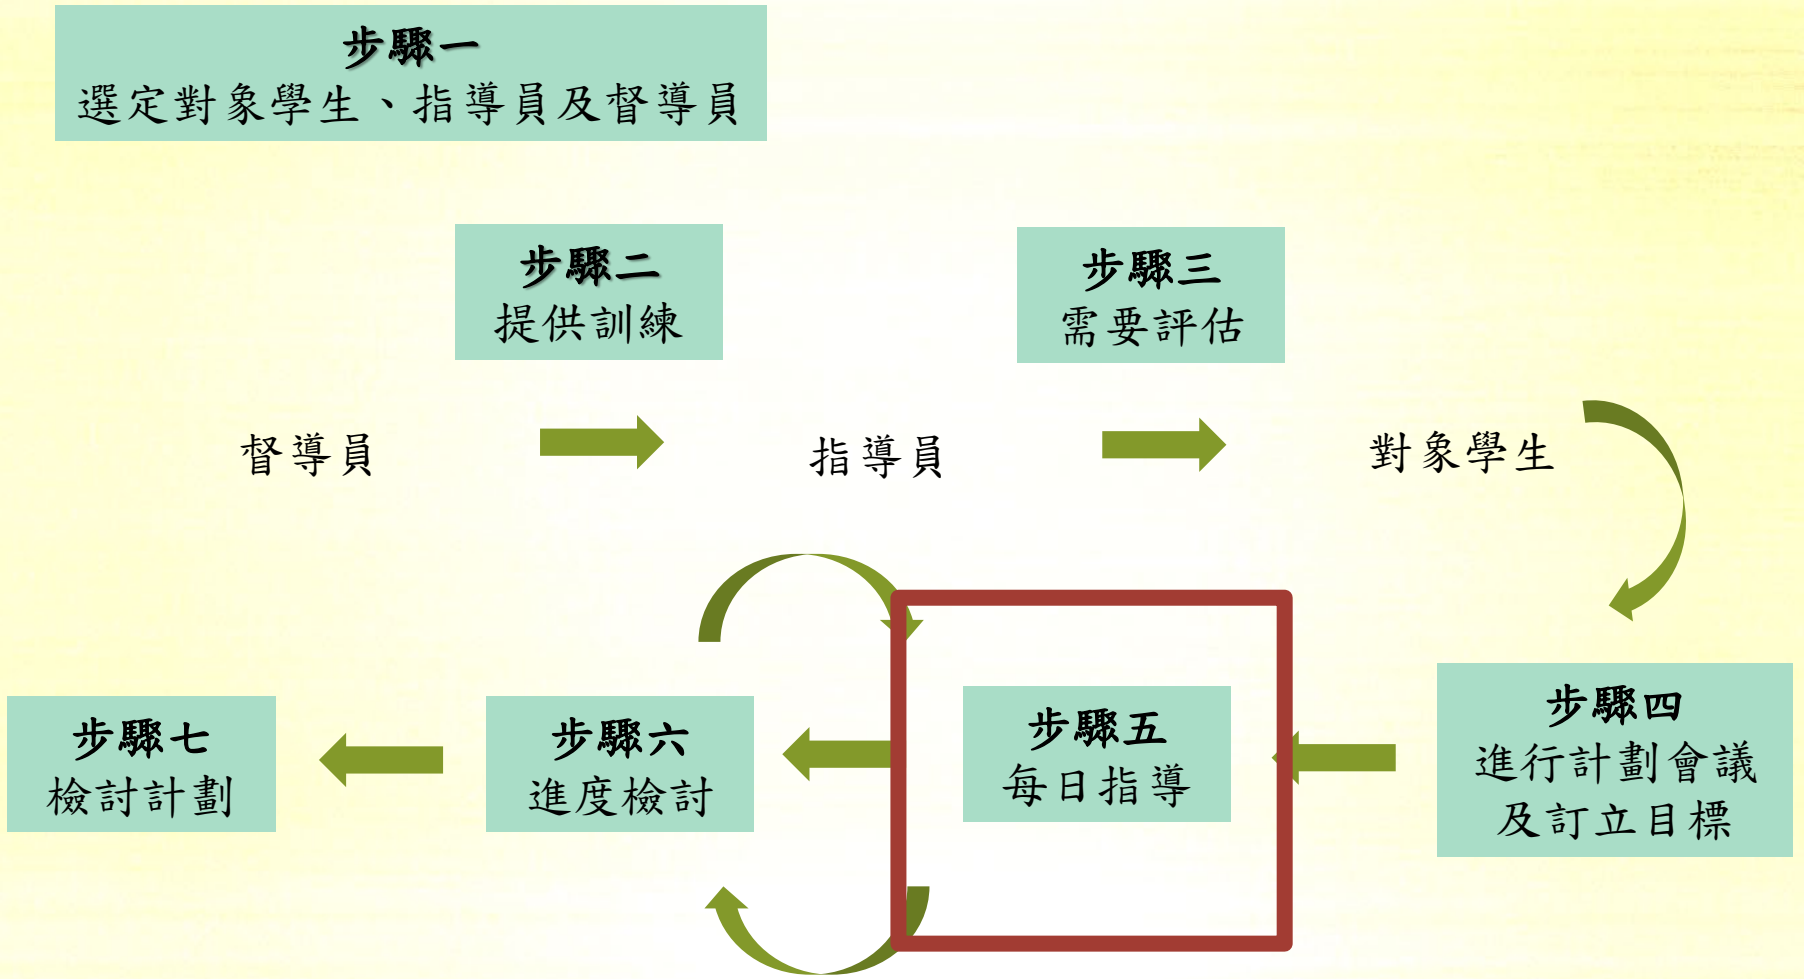 步驟一
選定對象學生、指導員及督導員
步驟二
提供訓練
步驟三
需要評估
督導員
指導員
對象學生
步驟四
進行計劃會議
及訂立目標
步驟五
每日指導
步驟六
進度檢討
步驟七
檢討計劃